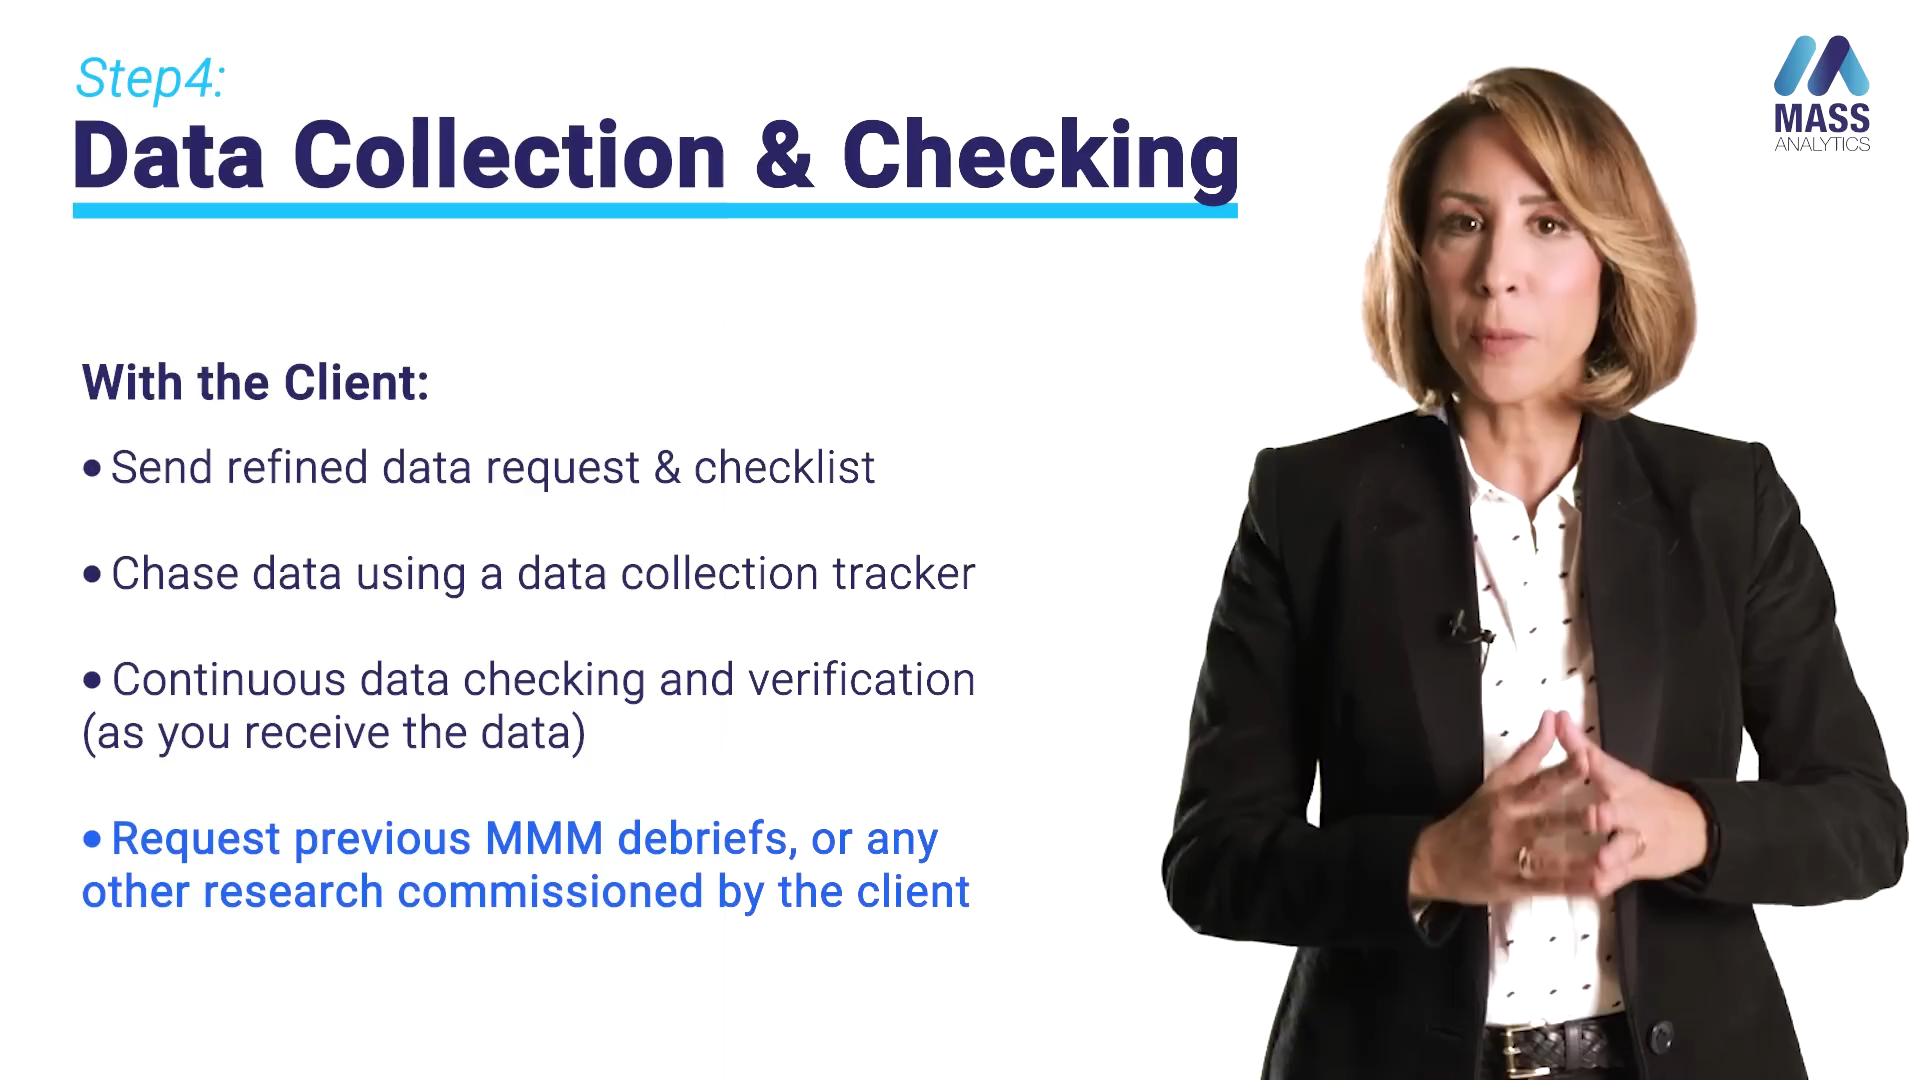 Step4:
Data Collection & Checking
MASS
ANALYTICS
With the Client:
• Send refined data request & checklist
• Chase data using a data collection tracker
• Continuous data checking and verification
(as you receive the data)
• Request previous MMM debriefs, or any
other research commissioned by the client